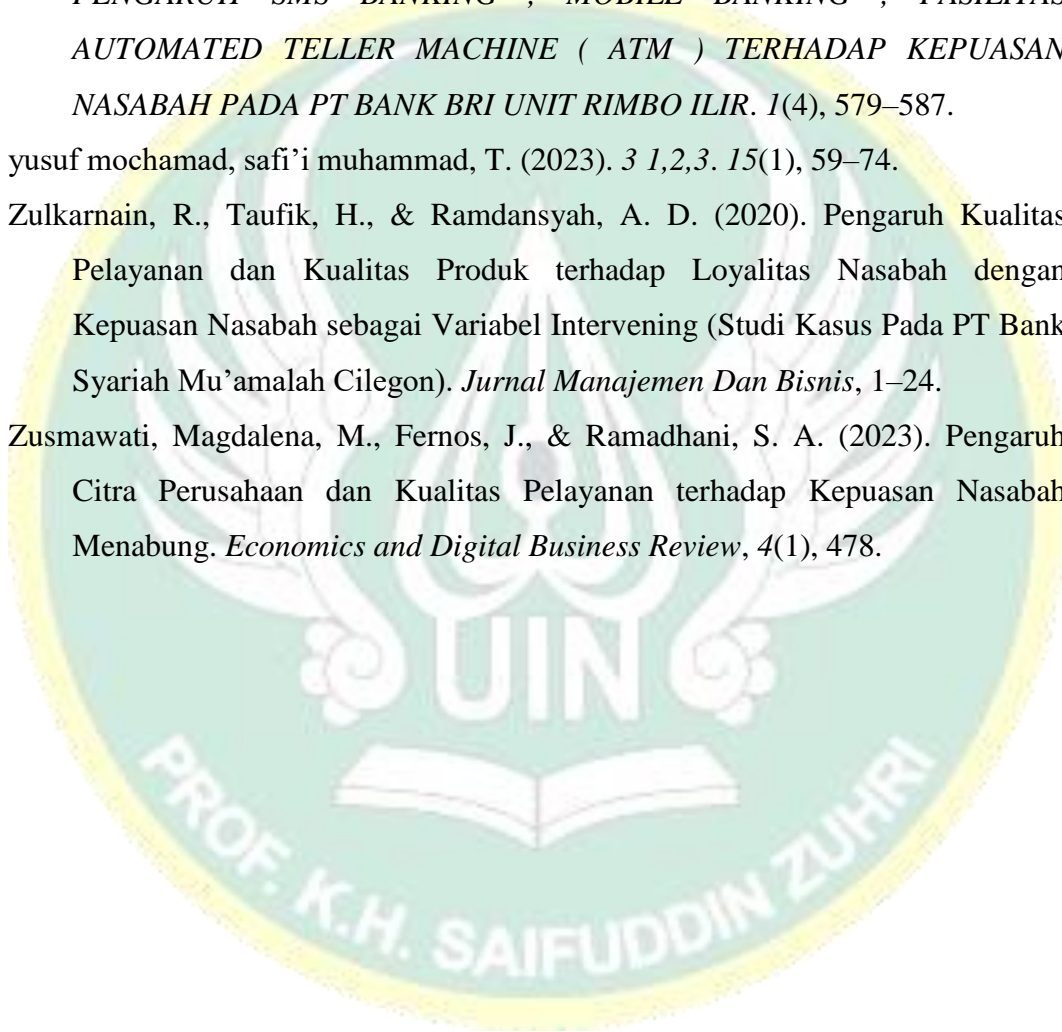 PENGARUH SMS BANKING , MOBILE BANKING , FASILITAS
AUTOMATED TELLER MACHINE ( ATM ) TERHADAP KEPUASAN
NASABAH PADA PT BANK BRI UNIT RIMBO ILIR. 1(4), 579–587.
yusuf mochamad, safi’i muhammad, T. (2023). 3 1,2,3. 15(1), 59–74.
Zulkarnain, R., Taufik, H., & Ramdansyah, A. D. (2020). Pengaruh Kualitas
Pelayanan dan Kualitas Produk terhadap Loyalitas Nasabah dengan
Kepuasan Nasabah sebagai Variabel Intervening (Studi Kasus Pada PT Bank
Syariah Mu’amalah Cilegon). Jurnal Manajemen Dan Bisnis, 1–24.
Zusmawati, Magdalena, M., Fernos, J., & Ramadhani, S. A. (2023). Pengaruh
Citra Perusahaan dan Kualitas Pelayanan terhadap Kepuasan Nasabah
Menabung. Economics and Digital Business Review, 4(1), 478.
UIN
PROF. K.H. SAIFUDDIN ZUHRI